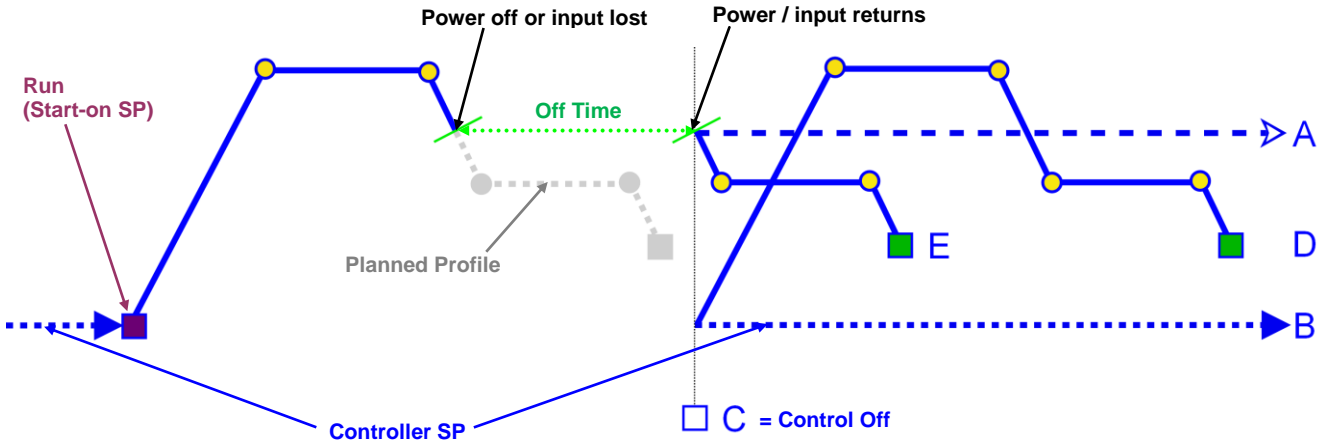 Power off or input lost
Power / input returns
Run
(Start-on SP)
Off Time
A
Planned Profile
E
D
B
C = Control Off
Controller SP